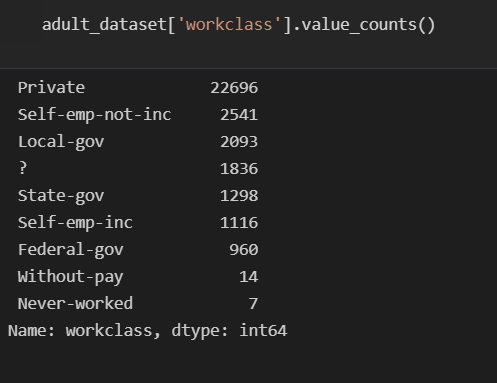 adult_dataset['workclass'].value_counts()
Private 22696
Self-emp-not-inc 2541
Local-gov 2093
? 1836
State-gov 1298
Self-emp-inc 1116
Federal-gov 960
Without-pay 14
Never-worked 7
Name: workclass, dtype: int64